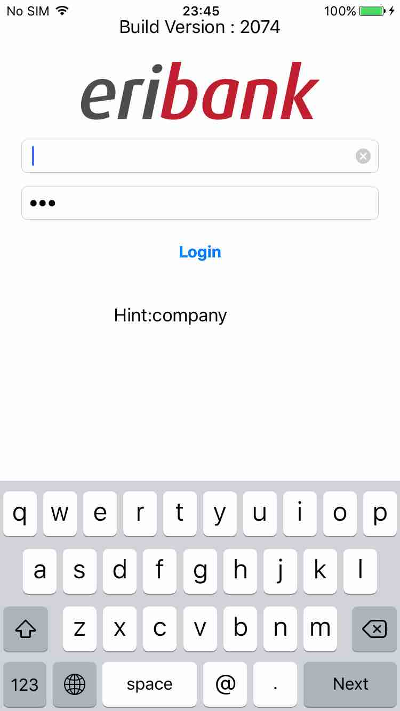 No SIM 23:45 100%
Build Version : 2074
eribank
•••
Login
Hint:company
q w e r t y u i o p
a s d f g h j k l
z x c v b n m
123 space @ . Next